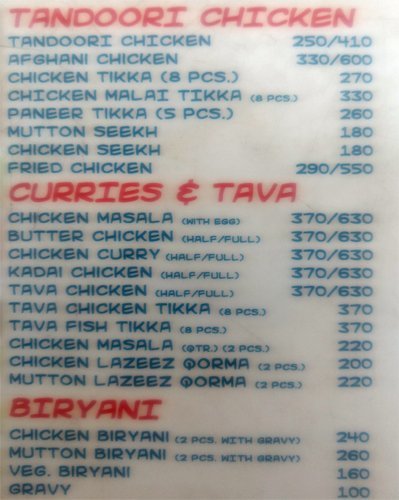 TANDOORI CHICKEN
TANDOORI CHICKEN 250/410
AFGHANI CHICKEN 330/600
CHICKEN TIKKA (8 PCS.) 270
CHICKEN MALAI TIKKA (8 PCS.) 330
PANEER TIKKA (5 PCS.) 260
MUTTON SEEKH 180
CHICKEN SEEKH 180
FRIED CHICKEN 290/550
CURRIES & TAVA
CHICKEN MASALA (WITH EGG) 370/630
BUTTER CHICKEN (HALF/FULL) 370/630
CHICKEN CURRY (HALF/FULL) 370/630
KADAI CHICKEN (HALF/FULL) 370/630
TAVA CHICKEN (HALF/FULL) 370/630
TAVA CHICKEN TIKKA (8 PCS.) 370
TAVA FISH TIKKA (8 PCS.) 370
CHICKEN MASALA (QTR.) (2 PCS.) 220
CHICKEN LAZEEZ QORMA (2 PCS.) 200
MUTTON LAZEEZ QORMA (2 PCS.) 220
BIRYANI
CHICKEN BIRYANI (2 PCS. WITH GRAVY) 240
MUTTON BIRYANI (2 PCS. WITH GRAVY) 260
VEG. BIRYANI 160
GRAVY 100